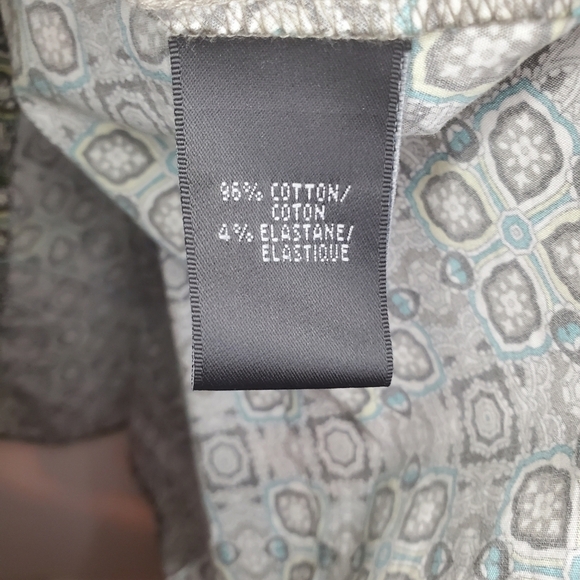 96% COTTON/
COTON
4% ELASTANE/
ELASTIQUE